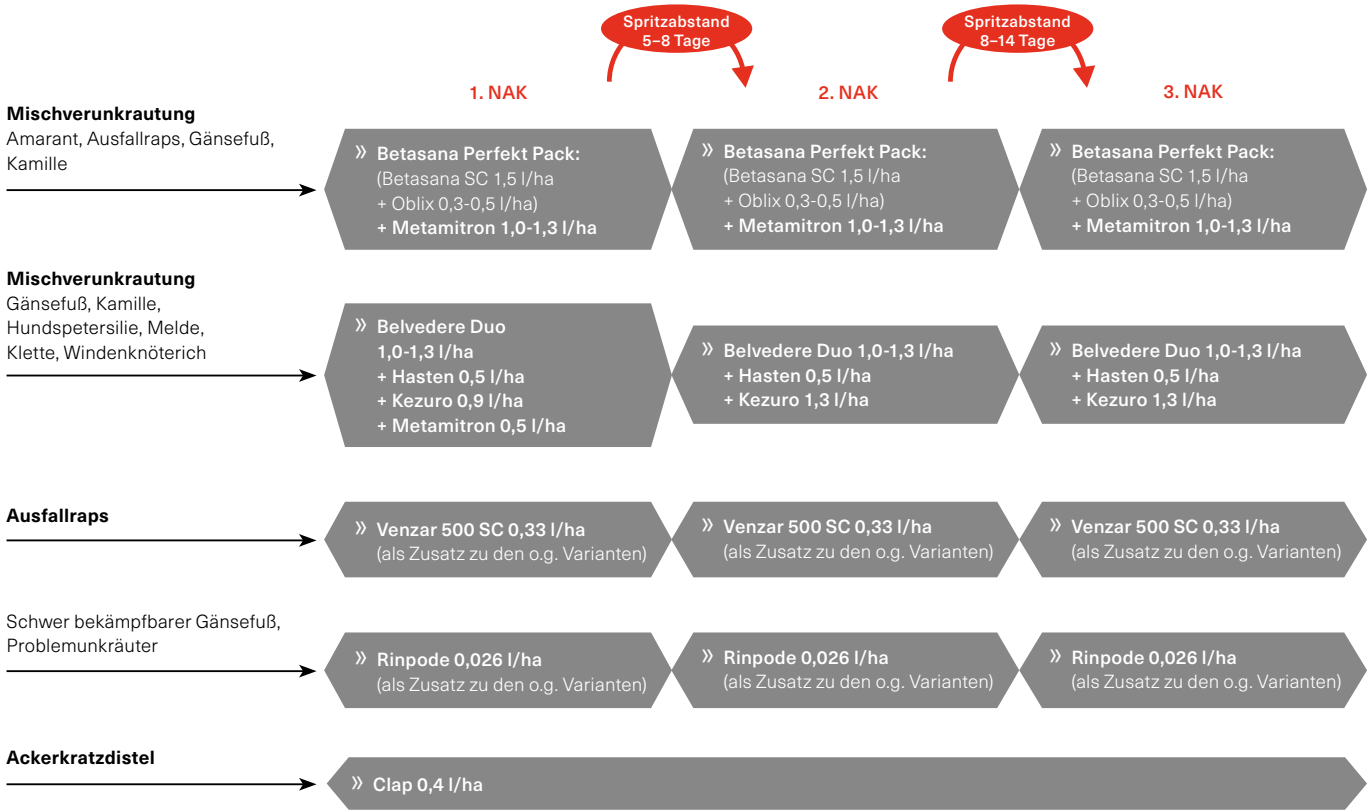 Spritzabstand
5–8 Tage
Spritzabstand
8–14 Tage
1. NAK
2. NAK
3. NAK
Mischverunkrautung
Amarant, Ausfallraps, Gänsefuß,
Kamille
» Betasana Perfekt Pack:
(Betasana SC 1,5 l/ha
+ Oblix 0,3-0,5 l/ha)
+ Metamitron 1,0-1,3 l/ha
» Betasana Perfekt Pack:
(Betasana SC 1,5 l/ha
+ Oblix 0,3-0,5 l/ha)
+ Metamitron 1,0-1,3 l/ha
» Betasana Perfekt Pack:
(Betasana SC 1,5 l/ha
+ Oblix 0,3-0,5 l/ha)
+ Metamitron 1,0-1,3 l/ha
Mischverunkrautung
Gänsefuß, Kamille,
Hundspetersilie, Melde,
Klette, Windenknöterich
» Belvedere Duo
1,0-1,3 l/ha
+ Hasten 0,5 l/ha
+ Kezuro 0,9 l/ha
+ Metamitron 0,5 l/ha
» Belvedere Duo 1,0-1,3 l/ha
+ Hasten 0,5 l/ha
+ Kezuro 1,3 l/ha
» Belvedere Duo 1,0-1,3 l/ha
+ Hasten 0,5 l/ha
+ Kezuro 1,3 l/ha
Ausfallraps
» Venzar 500 SC 0,33 l/ha
(als Zusatz zu den o.g. Varianten)
» Venzar 500 SC 0,33 l/ha
(als Zusatz zu den o.g. Varianten)
» Venzar 500 SC 0,33 l/ha
(als Zusatz zu den o.g. Varianten)
Schwer bekämpfbarer Gänsefuß,
Problemunkräuter
» Rinpode 0,026 l/ha
(als Zusatz zu den o.g. Varianten)
» Rinpode 0,026 l/ha
(als Zusatz zu den o.g. Varianten)
» Rinpode 0,026 l/ha
(als Zusatz zu den o.g. Varianten)
Ackerkratzdistel
» Clap 0,4 l/ha